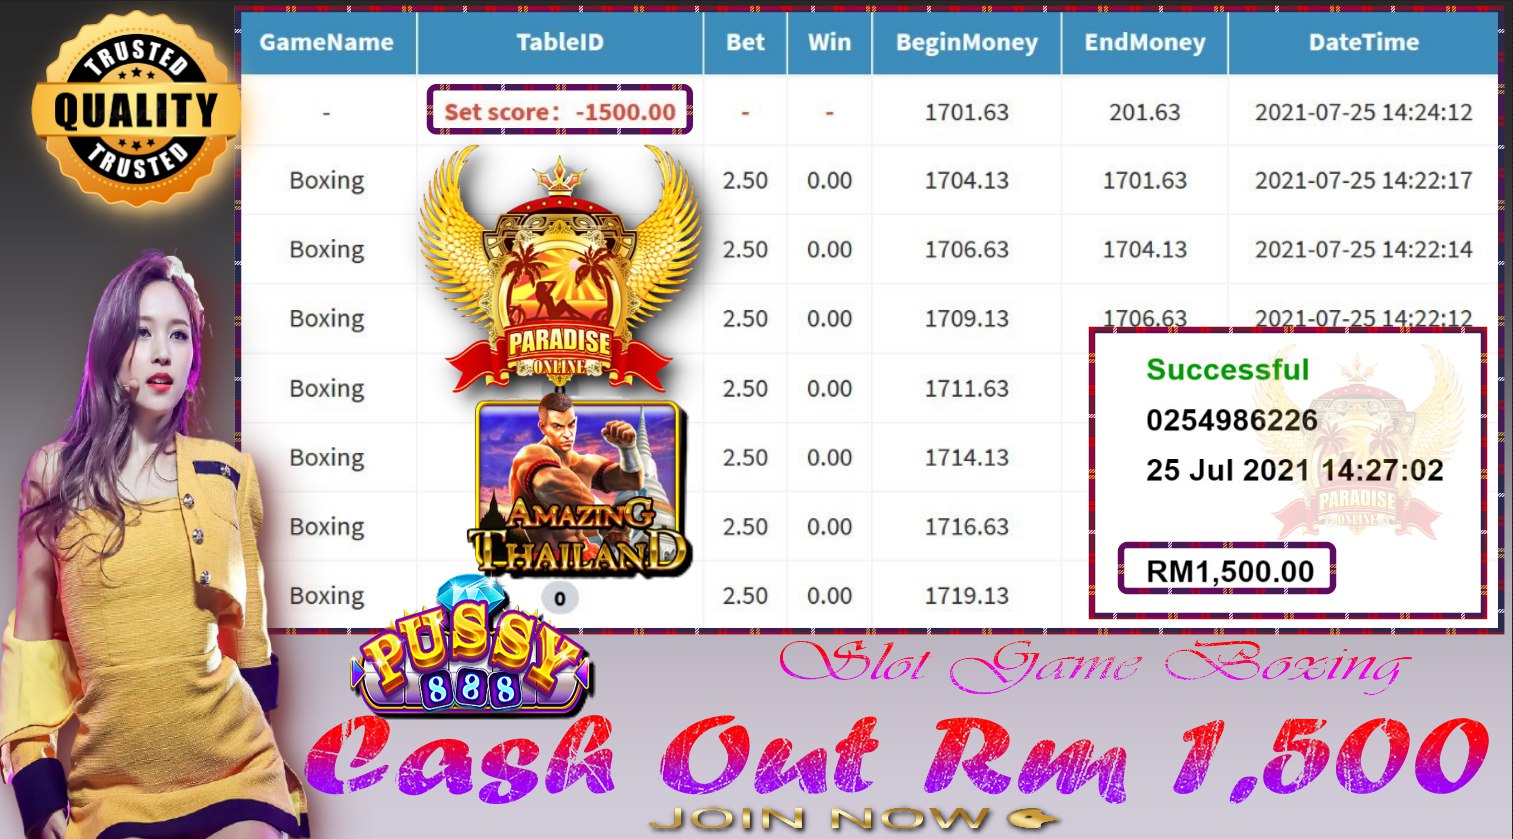 TRUSTED
QUALITY
TRUSTED
GameName TableID Bet Win BeginMoney EndMoney DateTime
- Set score: -1500.00 - - 1701.63 201.63 2021-07-25 14:24:12
Boxing 2.50 0.00 1704.13 1701.63 2021-07-25 14:22:17
Boxing 2.50 0.00 1706.63 1704.13 2021-07-25 14:22:14
Boxing 2.50 0.00 1709.13 1706.63 2021-07-25 14:22:12
Boxing 2.50 0.00 1711.63
Boxing 2.50 0.00 1714.13
Boxing 2.50 0.00 1716.63
Boxing 0 2.50 0.00 1719.13
PARADISE
ONLINE
AMAZING
THAILAND
PUSSY
888
Successful
0254986226
25 Jul 2021 14:27:02
PARADISE
ONLINE
RM1,500.00
Slot Game Boxing
Cash Out Rm 1,500
JOIN NOW